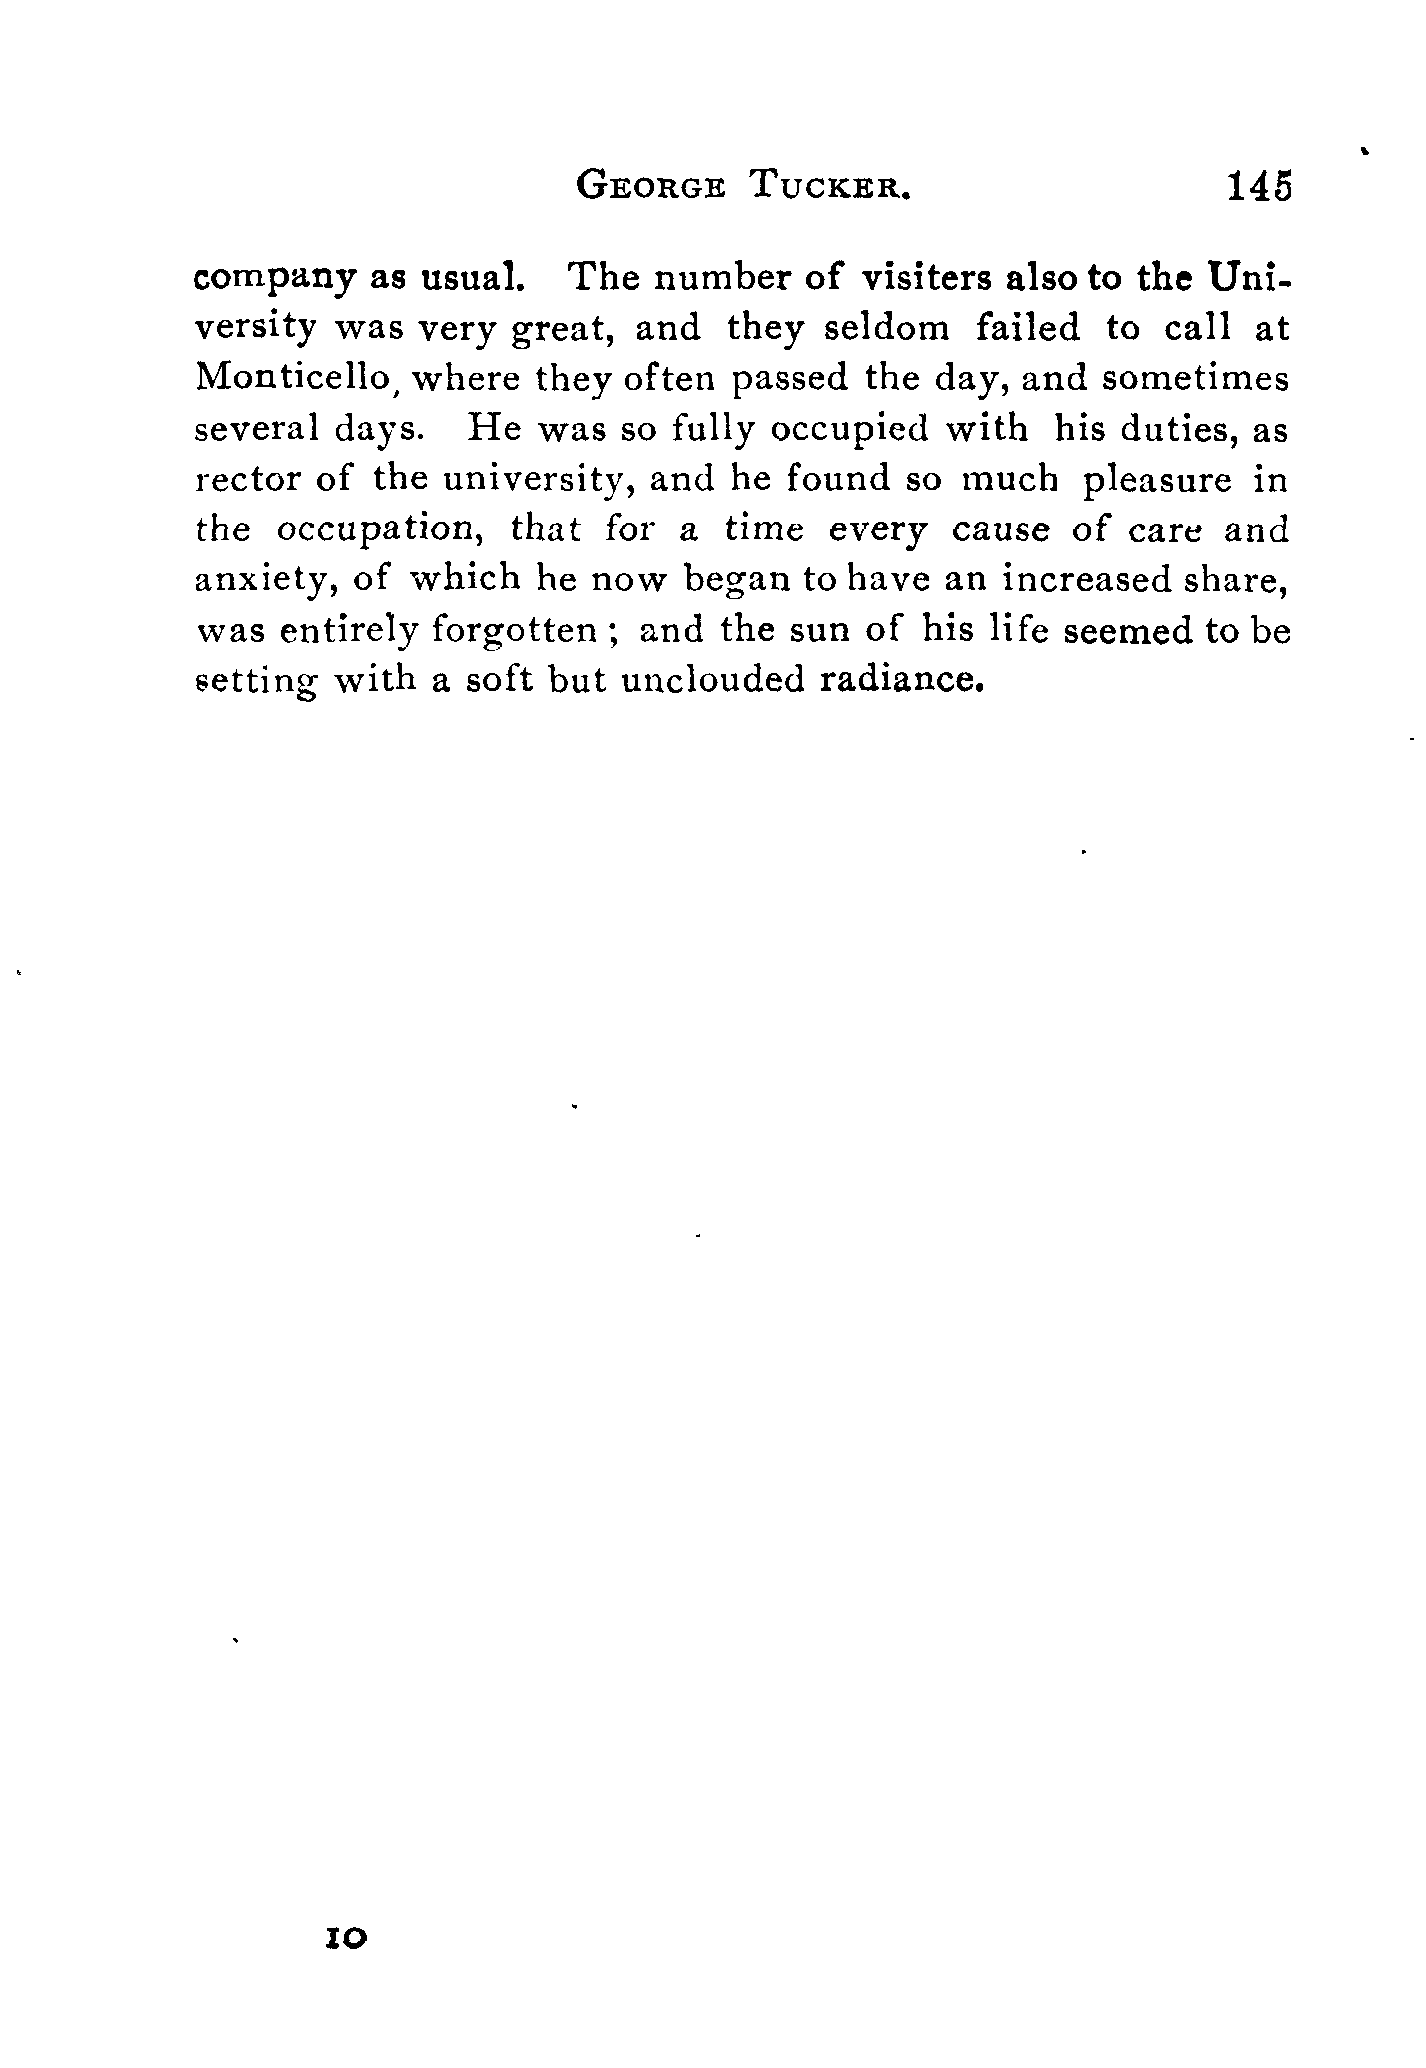 GEORGE TUCKER. 145
company as usual. The number of visiters also to the Uni-
versity was very great, and they seldom failed to call at
Monticello, where they often passed the day, and sometimes
several days. He was so fully occupied with his duties, as
rector of the university, and he found so much pleasure in
the occupation, that for a time every cause of care and
anxiety, of which he now began to have an increased share,
was entirely forgotten ; and the sun of his life seemed to be
setting with a soft but unclouded radiance.
10